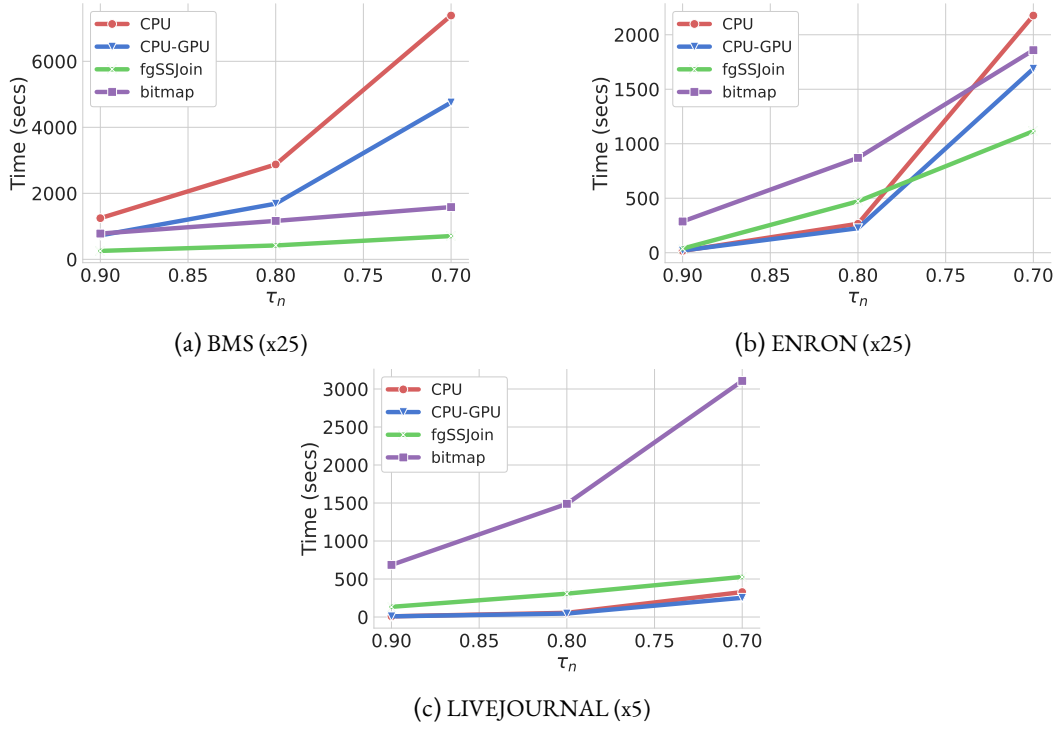 CPU
CPU-GPU
fgSSJoin
bitmap
Time (secs)
6000
4000
2000
0
0.90 0.85 0.80 0.75 0.70
τn
(a) BMS (x25)
CPU
CPU-GPU
fgSSJoin
bitmap
Time (secs)
2000
1500
1000
500
0
0.90 0.85 0.80 0.75 0.70
τn
(b) ENRON (x25)
CPU
CPU-GPU
fgSSJoin
bitmap
Time (secs)
3000
2500
2000
1500
1000
500
0
0.90 0.85 0.80 0.75 0.70
τn
(c) LIVEJOURNAL (x5)